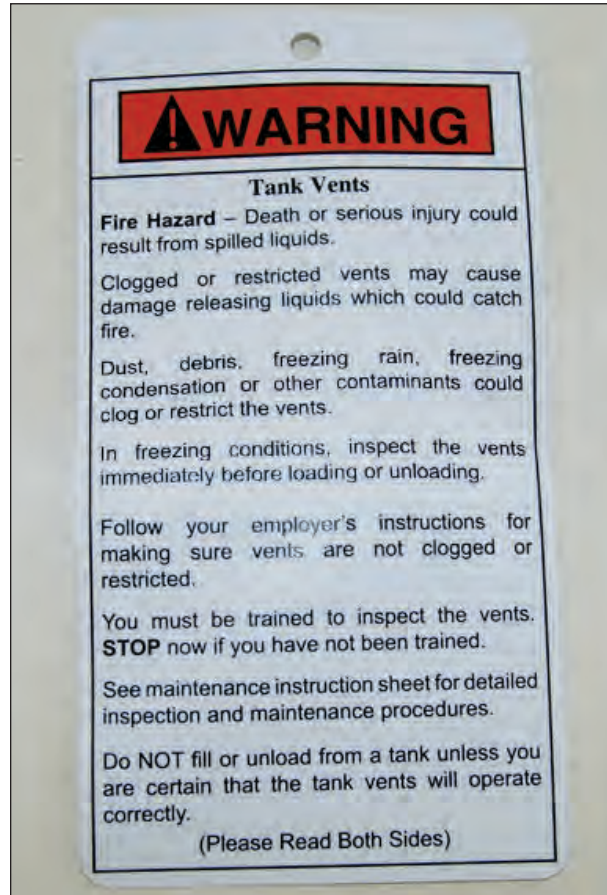 WARNING
Tank Vents
Fire Hazard – Death or serious injury could
result from spilled liquids.
Clogged or restricted vents may cause
damage releasing liquids which could catch
fire.
Dust, debris, freezing rain, freezing
condensation or other contaminants could
clog or restrict the vents.
In freezing conditions, inspect the vents
immediately before loading or unloading.
Follow your employer's instructions for
making sure vents are not clogged or
restricted.
You must be trained to inspect the vents.
STOP now if you have not been trained.
See maintenance instruction sheet for detailed
inspection and maintenance procedures.
Do NOT fill or unload from a tank unless you
are certain that the tank vents will operate
correctly.
(Please Read Both Sides)